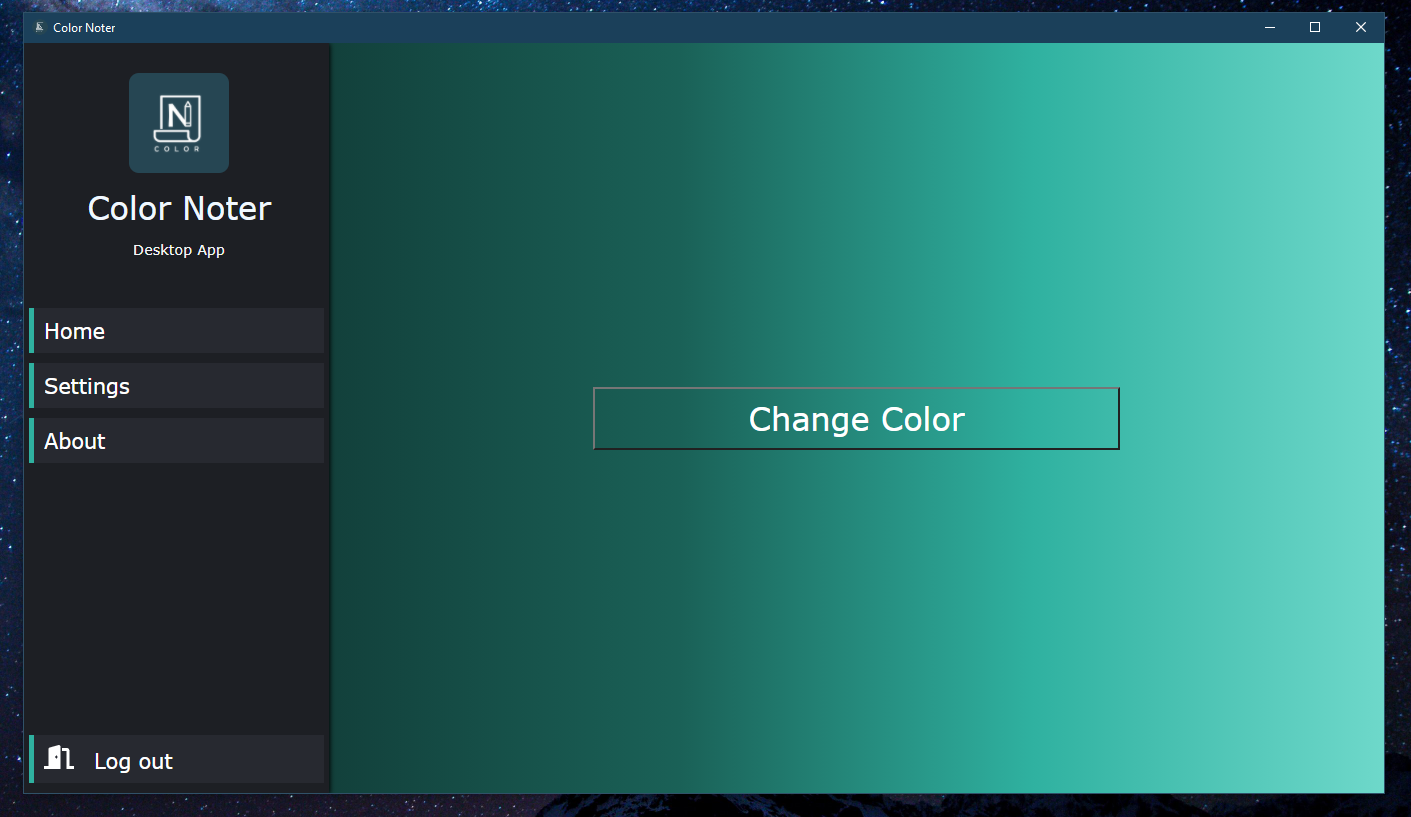 Color Noter
N
COLOR
Color Noter
Desktop App
Home
Settings
About
Log out
Change Color